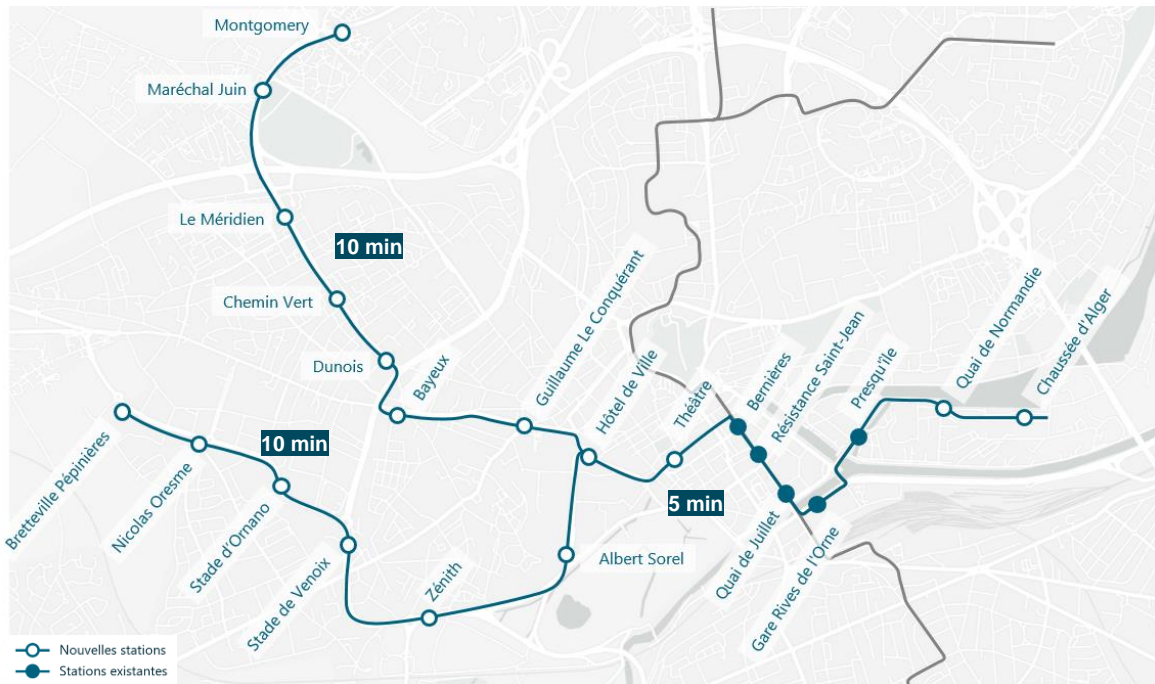 Montgomery
Maréchal Juin
Le Méridien
10 min
Chemin Vert
Dunois
Bayeux
Guillaume Le Conquérant
Hôtel de Ville
Théâtre
Bernières
Résistance Saint-Jean
Presqu'île
Quai de Normandie
Chaussée d'Alger
Bretteville Pépinières
Nicolas Oresme
10 min
Stade d'Ornano
Stade de Venoix
Zénith
Albert Sorel
5 min
Quai de Juillet
Gare Rives de l'Orne
Nouvelles stations
Stations existantes